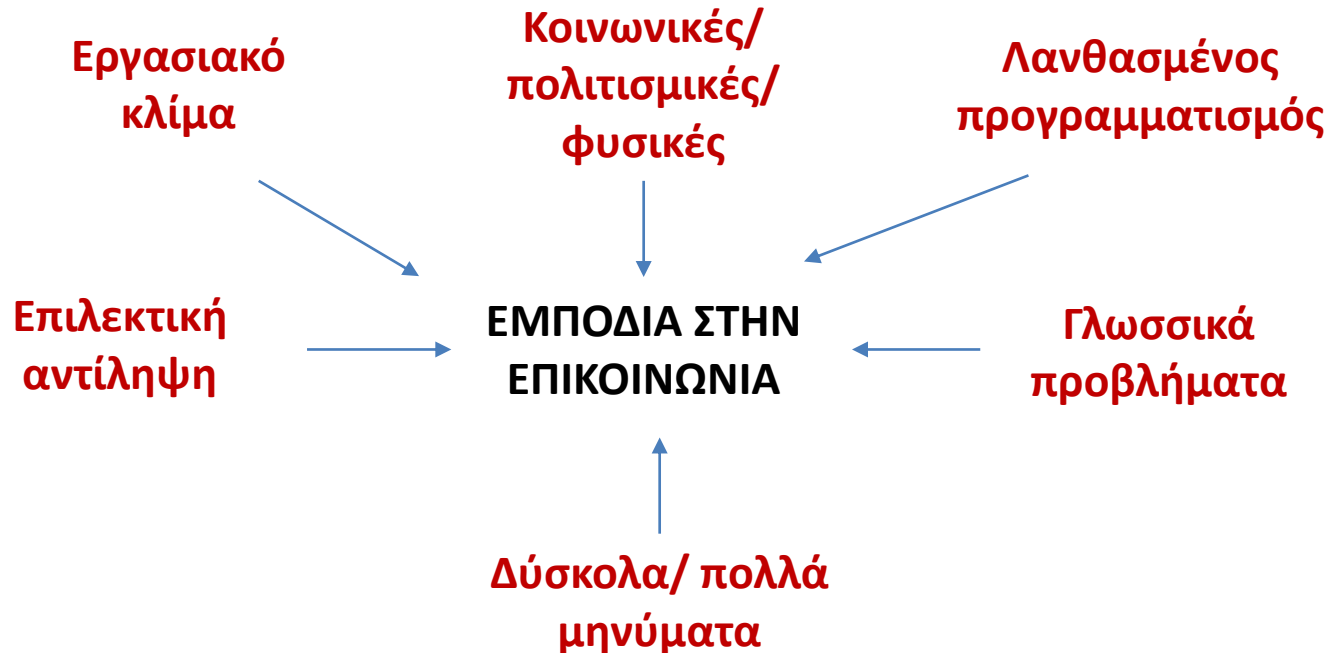 Εργασιακό
κλίμα
Κοινωνικές/
πολιτισμικές/
φυσικές
Λανθασμένος
προγραμματισμός
Επιλεκτική
αντίληψη
ΕΜΠΟΔΙΑ ΣΤΗΝ
ΕΠΙΚΟΙΝΩΝΙΑ
Γλωσσικά
προβλήματα
Δύσκολα/ πολλά
μηνύματα